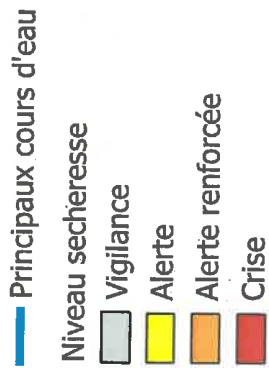 Principaux cours d'eau
Niveau secheresse
Vigilance
Alerte
Alerte renforcée
Crise